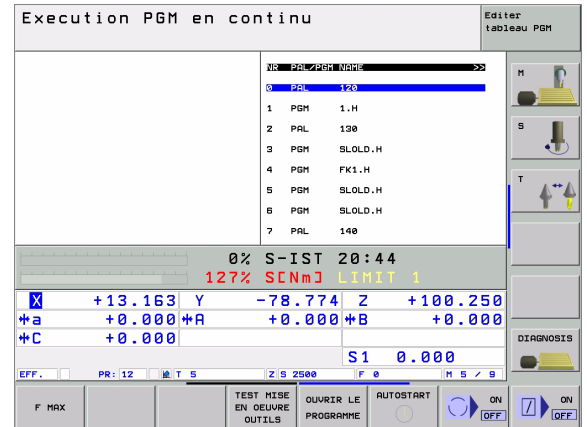 Execution PGM en continu
Editer
tableau PGM
NR PAL/PGM NAME >>
0 PAL 120
1 PGM 1.H
2 PAL 130
3 PGM SLOLD.H
4 PGM FK1.H
5 PGM SLOLD.H
6 PGM SLOLD.H
7 PAL 140
M
S
T
DIAGNOSIS
0% S-IST 20:44
127% S[Nm] LIMIT 1
X +13.163 Y -78.774 Z +100.250
a +0.000 A +0.000 B +0.000
C +0.000
S1 0.000
EFF. PR: 12 T 5 Z S 2500 F 0 M 5 / 9
F MAX
TEST MISE
EN OEUVRE
OUTILS
OUVRIR LE
PROGRAMME
AUTOSTART
ON
OFF
ON
OFF